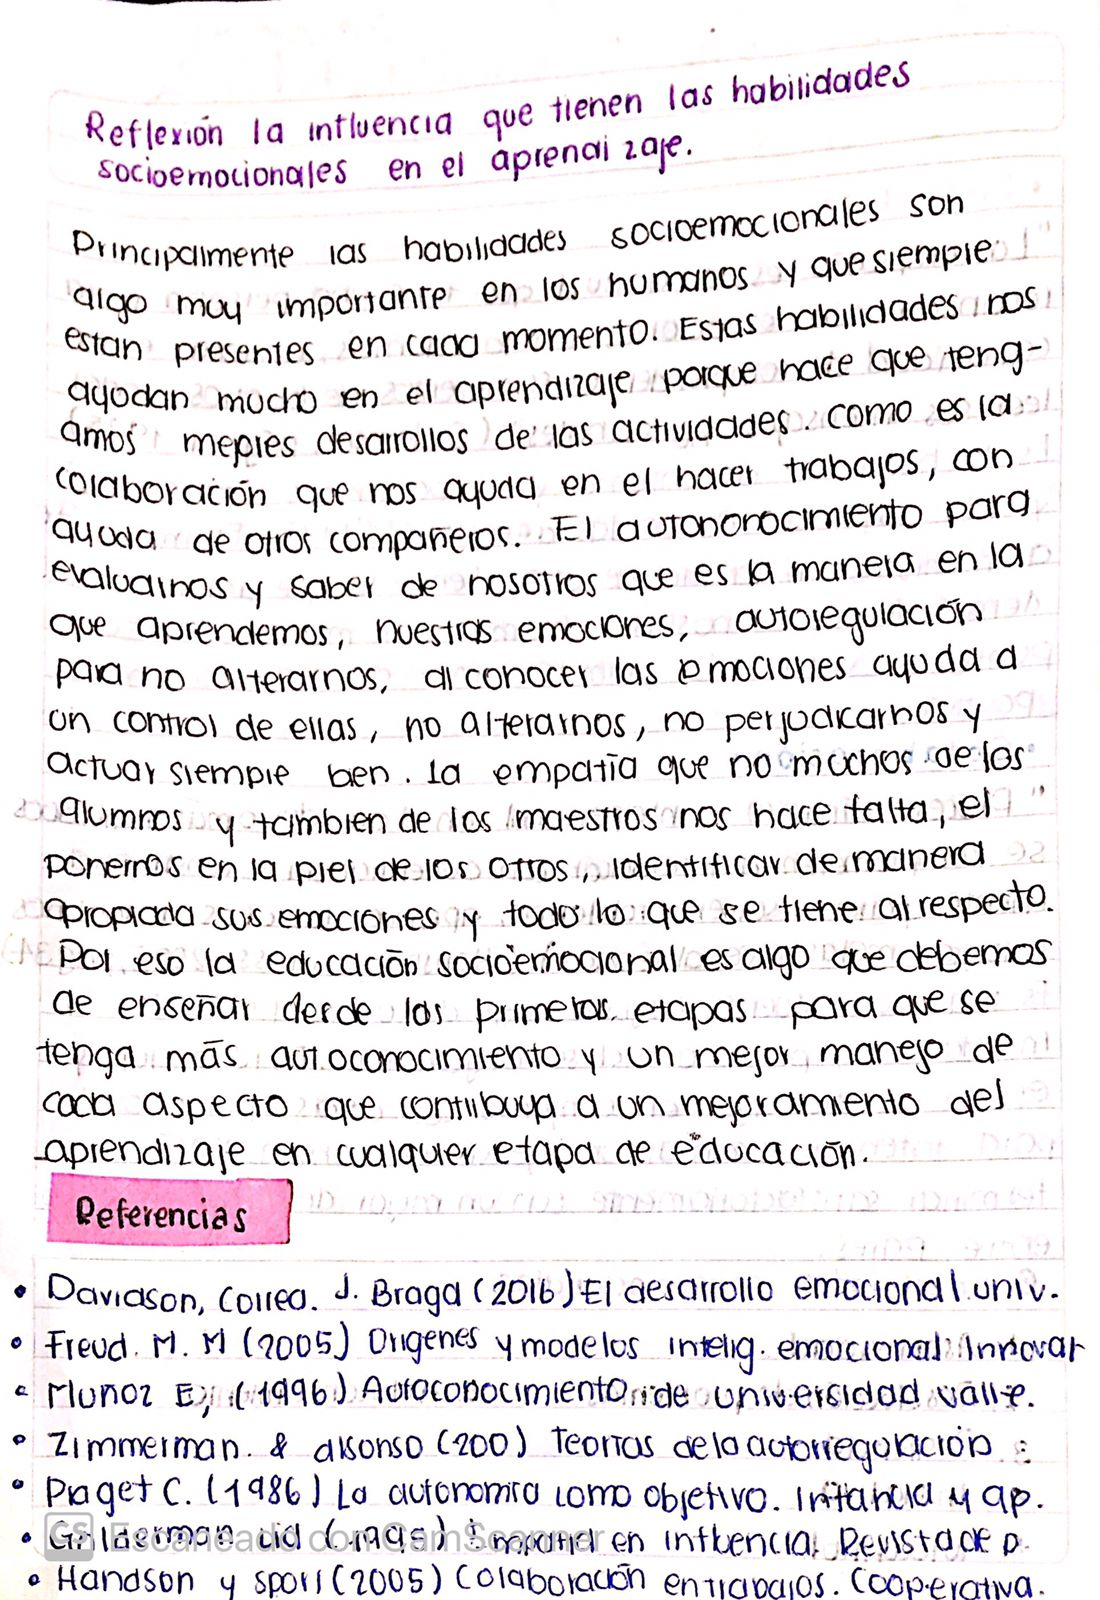 Reflexión la influencia que tienen las habilidades
socioemocionales en el aprendizaje.
Principalmente las habilidades socioemocionales son
algo muy importante en los humanos y que siempre
estan presentes en cada momento. Estas habilidades nos
ayudan mucho en el aprendizaje porque hace que teng-
amos mejores desarrollos de las actividades. como es la
colaboración que nos ayuda en el hacer trabajos, con
ayuda de otros compañeros. El autononocimiento para
evaluarnos y saber de nosotros que es la manera en la
que aprendemos, nuestras emociones, autoregulación
para no alterarnos, al conocer las emociones ayuda a
un control de ellas, no alterarnos, no perjudicarnos y
actuar siempre bien. la empatía que no muchos de los
alumnos y tambien de los maestros nos hace falta, el
ponernos en la piel de los otros, identificar de manera
apropiada sus emociones y todo lo que se tiene al respecto.
Por eso la educación socioemocional es algo que debemos
de enseñar desde las primeras etapas para que se
tenga más autoconocimiento y un mejor manejo de
cada aspecto que contribuya a un mejoramiento del
aprendizaje en cualquier etapa de educación.
Referencias
• Davidson, Correa. J. Braga (2016) El desarrollo emocional univ.
• Freud. M. M (2005) Origenes y modelos intelig. emocional Innovar
• Muñoz E, (1996) Autoconocimiento de universidad valle.
• Zimmerman. & alsonso (200) Teorias de la autorregulación
• Piaget C. (1986) La autonomia como objetivo. Infancia y ap.
• cid en influencia. Revista de p.
CS Escaneado con CamScanner
• Handson y sporl (2005) Colaboración en trabajos. Cooperativa.